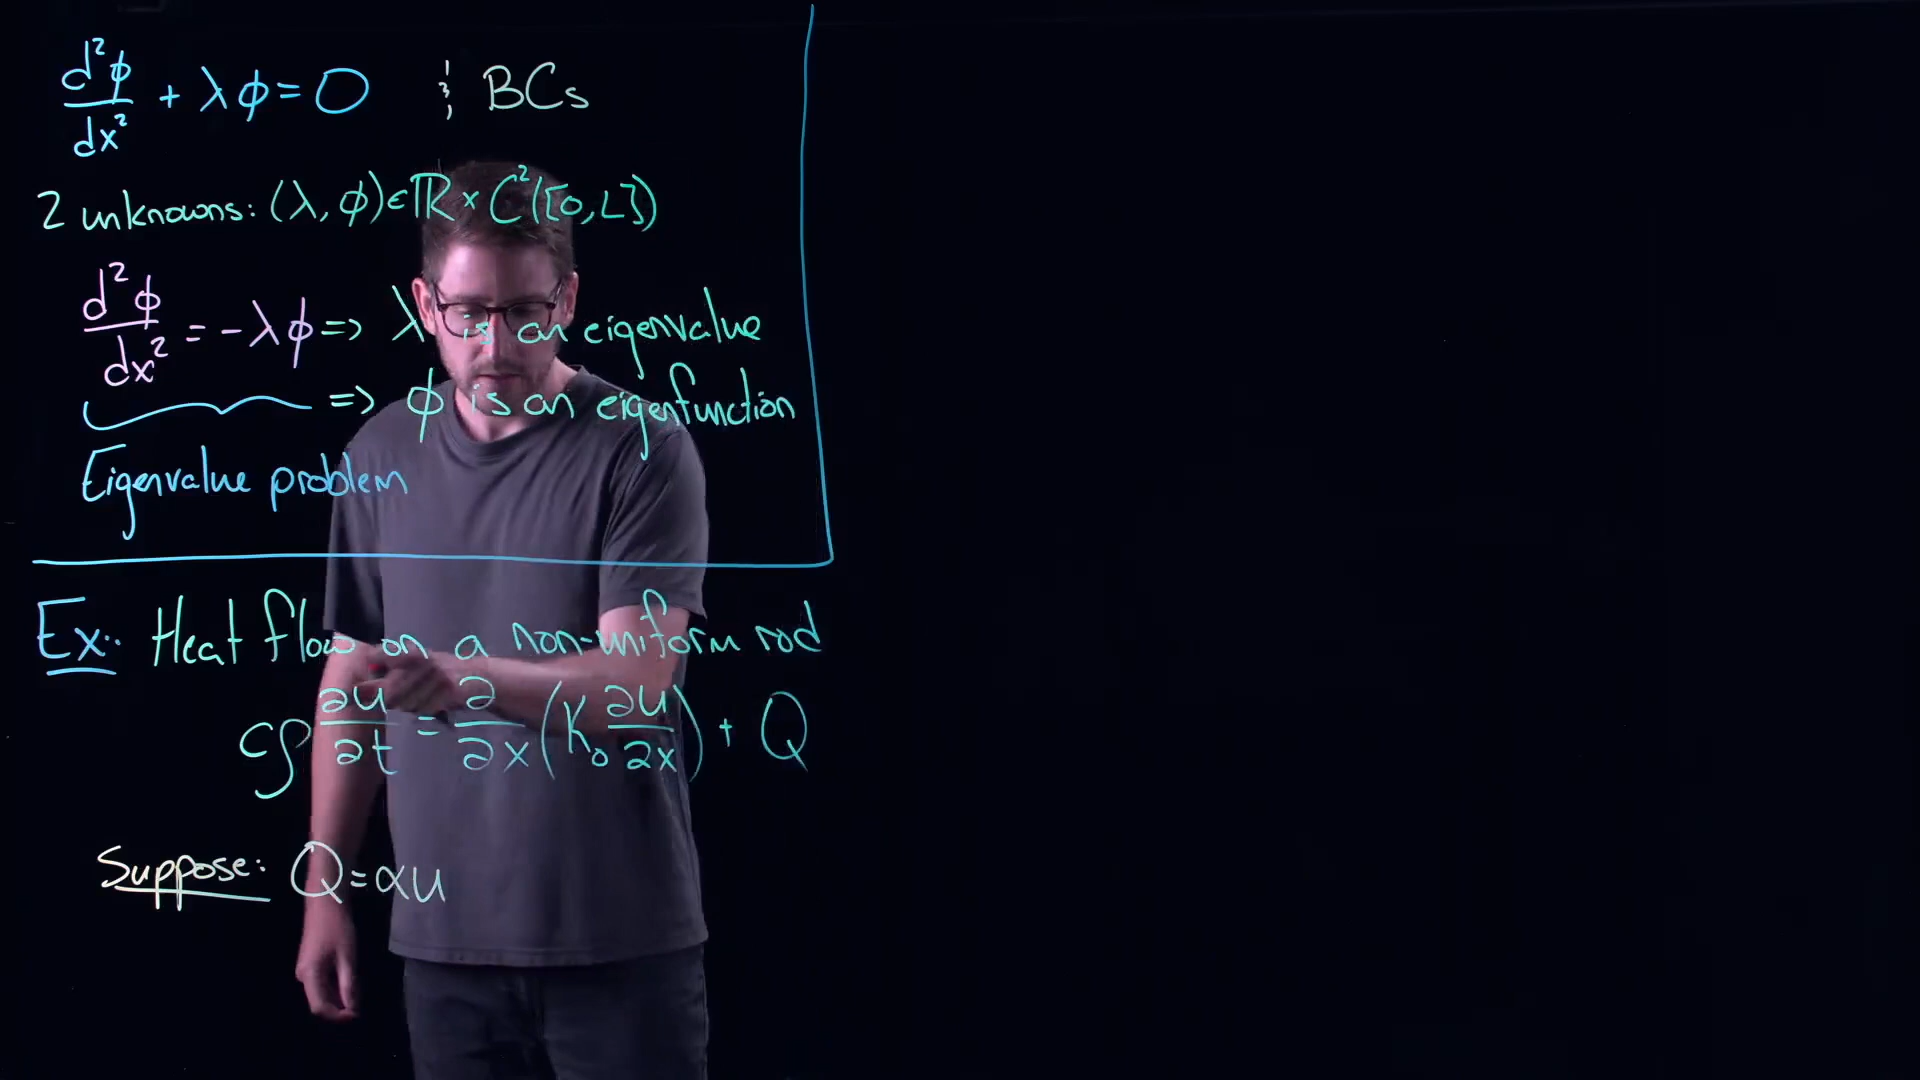 d²ϕ/dx² + λϕ = 0 & BCs
2 unknowns: (λ, ϕ) ∈ ℝ × C²([0, L])
d²ϕ/dx² = -λϕ => λ is an eigenvalue
=> ϕ is an eigenfunction
Eigenvalue problem
Ex: Heat flow on a non-uniform rod
cρ ∂u/∂t = ∂/∂x (K₀ ∂u/∂x) + Q
Suppose: Q = αu